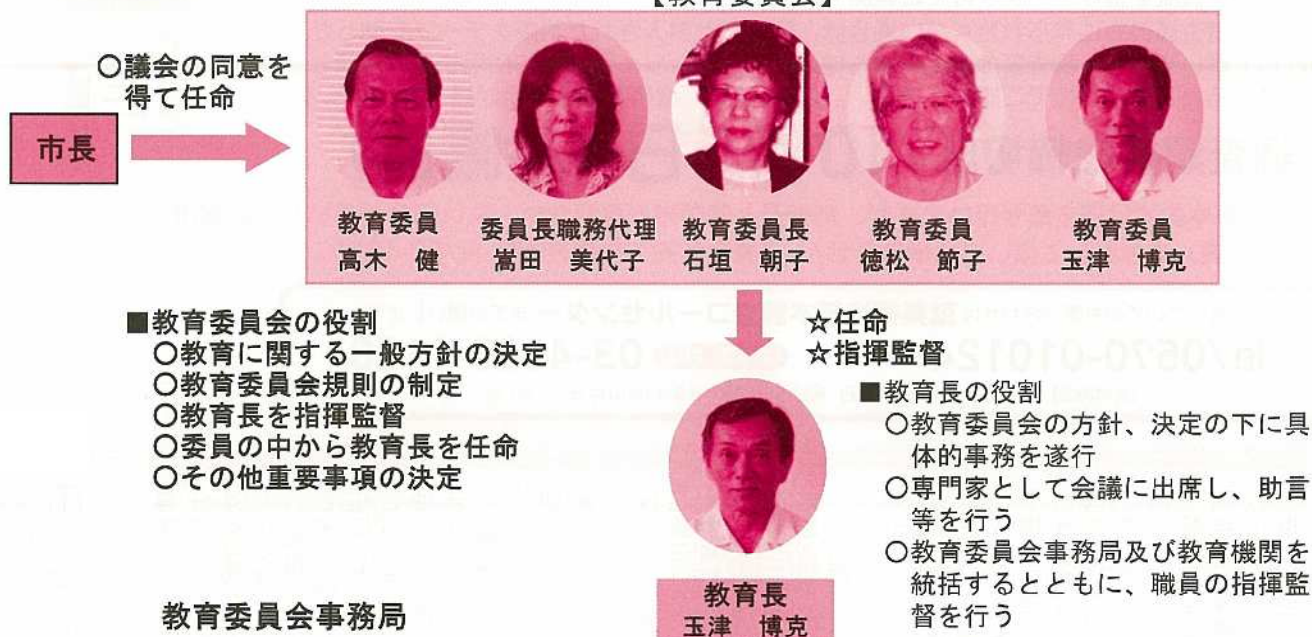 【教育委員会】
○議会の同意を
得て任命
市長
教育委員
高木 健
委員長職務代理
嵩田 美代子
教育委員長
石垣 朝子
教育委員
徳松 節子
教育委員
玉津 博克
■教育委員会の役割
○教育に関する一般方針の決定
○教育委員会規則の制定
○教育長を指揮監督
○委員の中から教育長を任命
○その他重要事項の決定
☆任命
☆指揮監督
■教育長の役割
○教育委員会の方針、決定の下に具
体的事務を遂行
○専門家として会議に出席し、助言
等を行う
○教育委員会事務局及び教育機関を
統括するとともに、職員の指揮監
督を行う
教育長
玉津 博克
教育委員会事務局